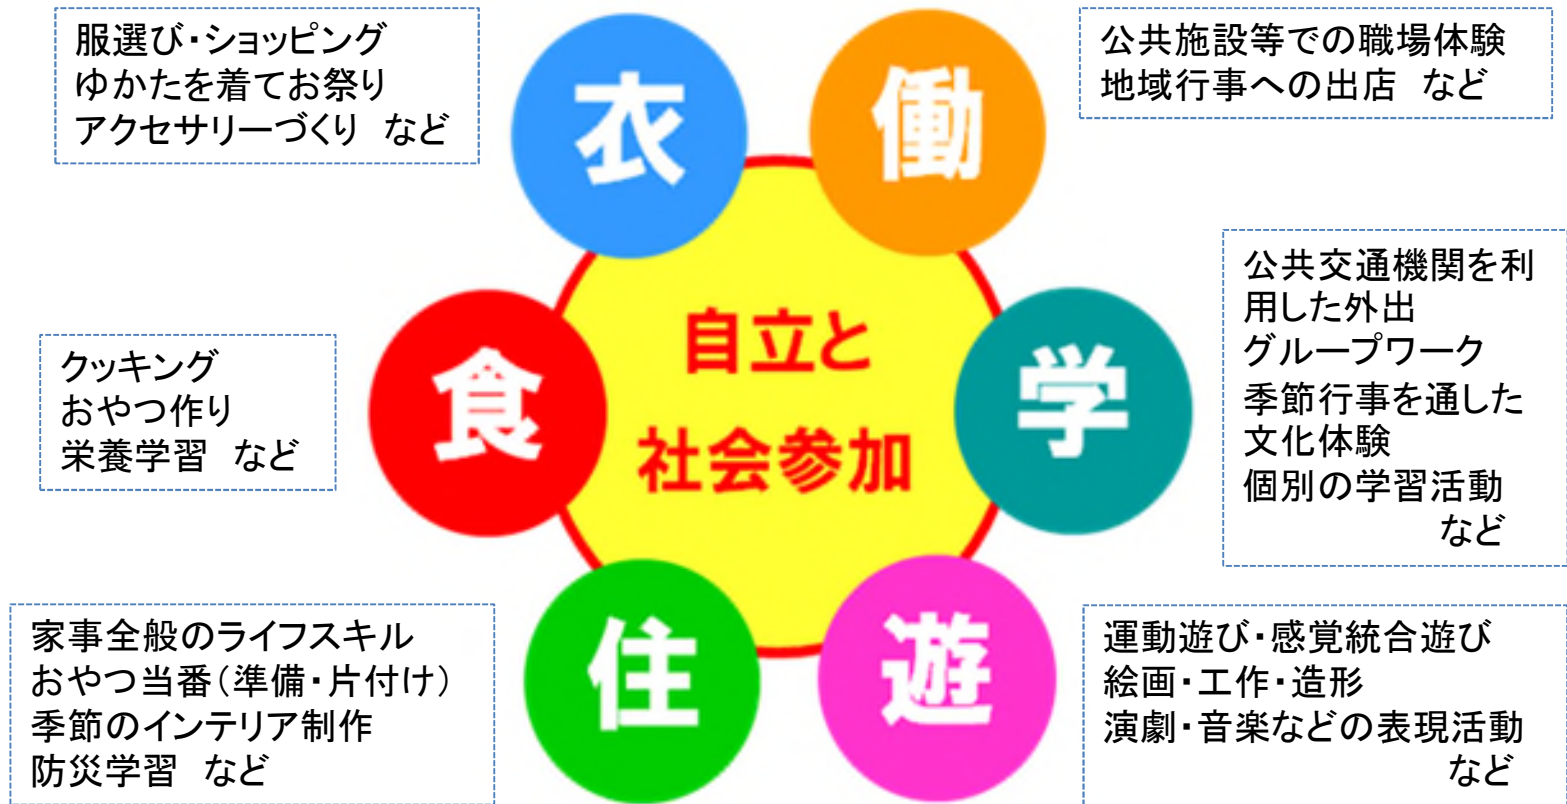 服選び・ショッピング
ゆかたを着てお祭り
アクセサリーづくり など
衣
働
公共施設等での職場体験
地域行事への出店 など
クッキング
おやつ作り
栄養学習 など
食
自立と
社会参加
学
公共交通機関を利
用した外出
グループワーク
季節行事を通した
文化体験
個別の学習活動
など
家事全般のライフスキル
おやつ当番（準備・片付け）
季節のインテリア制作
防災学習 など
住
遊
運動遊び・感覚統合遊び
絵画・工作・造形
演劇・音楽などの表現活動
など